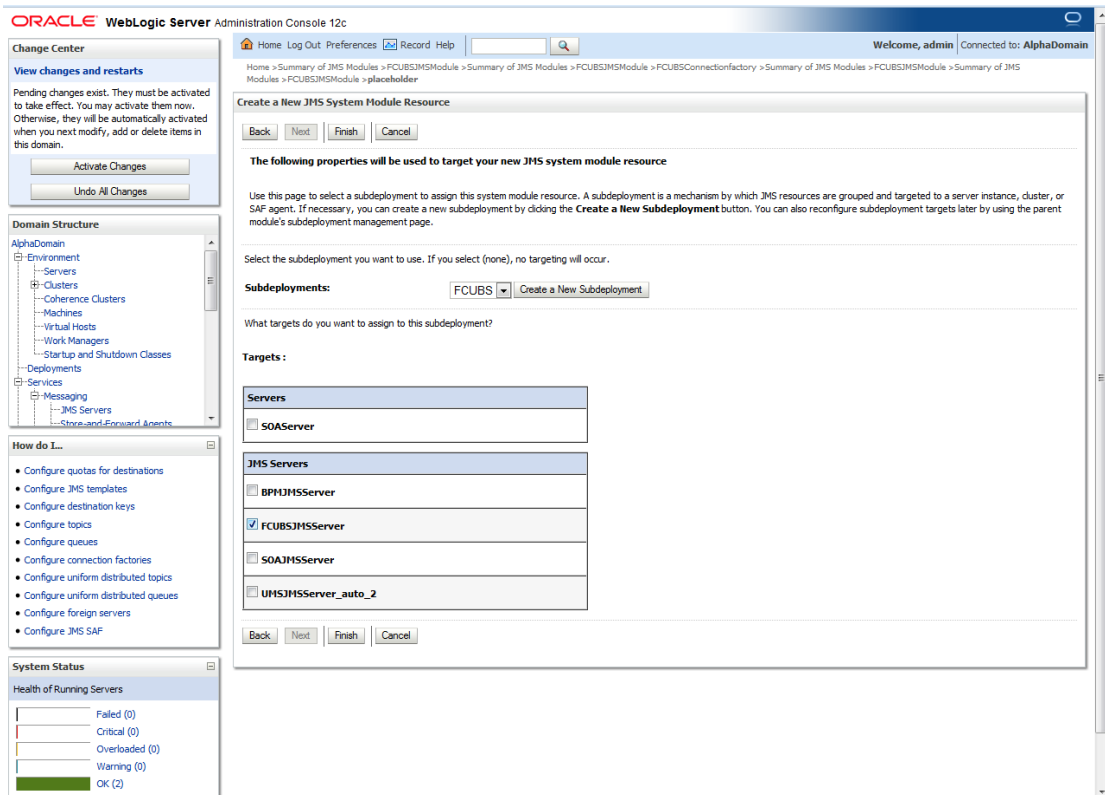 ORACLE WebLogic Server Administration Console 12c
Change Center
View changes and restarts
Pending changes exist. They must be activated
to take effect. You may activate them now.
Otherwise, they will be automatically activated
when you next modify, add or delete items in
this domain.
Activate Changes
Undo All Changes
Domain Structure
AlphaDomain
Environment
Servers
Clusters
Coherence Clusters
Machines
Virtual Hosts
Work Managers
Startup and Shutdown Classes
Deployments
Services
Messaging
JMS Servers
Store-and-Forward Agents
How do I...
Configure quotas for destinations
Configure JMS templates
Configure destination keys
Configure topics
Configure queues
Configure connection factories
Configure uniform distributed topics
Configure uniform distributed queues
Configure foreign servers
Configure JMS SAF
System Status
Health of Running Servers
Failed (0)
Critical (0)
Overloaded (0)
Warning (0)
OK (2)
Home Log Out Preferences Record Help
Welcome, admin Connected to: AlphaDomain
Home >Summary of JMS Modules >FCUBSJMSModule >Summary of JMS Modules >FCUBSJMSModule >FCUBSConnectionfactory >Summary of JMS Modules >FCUBSJMSModule >Summary of JMS
Modules >FCUBSJMSModule >placeholder
Create a New JMS System Module Resource
Back Next Finish Cancel
The following properties will be used to target your new JMS system module resource
Use this page to select a subdeployment to assign this system module resource. A subdeployment is a mechanism by which JMS resources are grouped and targeted to a server instance, cluster, or
SAF agent. If necessary, you can create a new subdeployment by clicking the Create a New Subdeployment button. You can also reconfigure subdeployment targets later by using the parent
module's subdeployment management page.
Select the subdeployment you want to use. If you select (none), no targeting will occur.
Subdeployments: FCUBS Create a New Subdeployment
What targets do you want to assign to this subdeployment?
Targets :
Servers
SOAServer
JMS Servers
BPMJMSServer
FCUBSJMSServer
SOAJMSServer
UMSJMSServer_auto_2
Back Next Finish Cancel